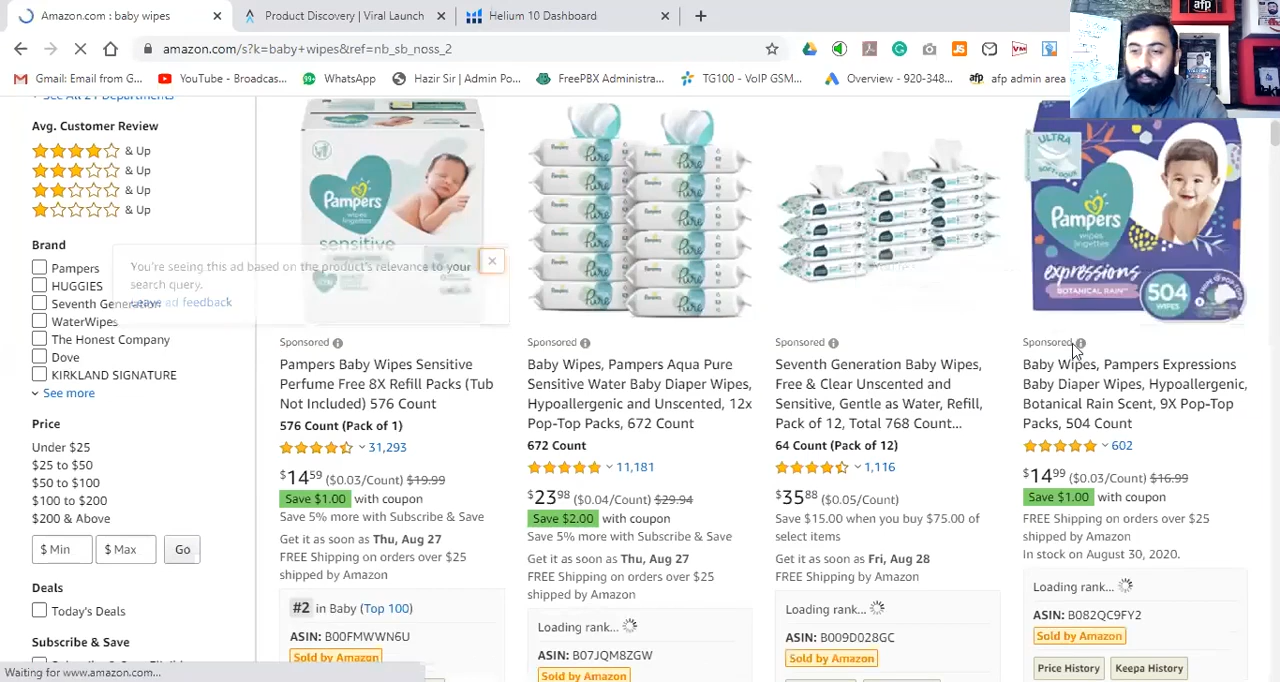 Amazon.com : baby wipes
Product Discovery | Viral Launch
Helium 10 Dashboard
amazon.com/s?k=baby+wipes&ref=nb_sb_noss_2
Gmail: Email from G...
YouTube - Broadcas...
WhatsApp
Hazir Sir | Admin...
FreePBX Administra...
TG100 - VoIP GSM...
Overview - 920-348...
afp admin area
afp
See All 21 Departments
Avg. Customer Review
& Up
& Up
& Up
& Up
Brand
Pampers
HUGGIES
Seventh Generation
WaterWipes
The Honest Company
Dove
KIRKLAND SIGNATURE
See more
You're seeing this ad based on the product's relevance to your
search query.
Leave ad feedback
Price
Under $25
$25 to $50
$50 to $100
$100 to $200
$200 & Above
$ Min
$ Max
Go
Deals
Today's Deals
Subscribe & Save
Pampers
wipes
lingettes
sensitive
Sponsored
Pampers Baby Wipes Sensitive
Perfume Free 8X Refill Packs (Tub
Not Included) 576 Count
576 Count (Pack of 1)
31,293
$14.59 ($0.03/Count) $19.99
Save $1.00 with coupon
Save 5% more with Subscribe & Save
Get it as soon as Thu, Aug 27
FREE Shipping on orders over $25
shipped by Amazon
#2 in Baby (Top 100)
ASIN: B00FMWWN6U
Sold by Amazon
pure
pure
Sponsored
Baby Wipes, Pampers Aqua Pure
Sensitive Water Baby Diaper Wipes,
Hypoallergenic and Unscented, 12x
Pop-Top Packs, 672 Count
672 Count
11,181
$23.98 ($0.04/Count) $29.94
Save $2.00 with coupon
Save 5% more with Subscribe & Save
Get it as soon as Thu, Aug 27
FREE Shipping on orders over $25
shipped by Amazon
Loading rank...
ASIN: B07JQM8ZGW
Sold by Amazon
Sponsored
Seventh Generation Baby Wipes,
Free & Clear Unscented and
Sensitive, Gentle as Water, Refill,
Pack of 12, Total 768 Count...
64 Count (Pack of 12)
1,116
$35.88 ($0.05/Count)
Save $15.00 when you buy $75.00 of
select items
Get it as soon as Fri, Aug 28
FREE Shipping by Amazon
Loading rank...
ASIN: B009D028GC
Sold by Amazon
ULTRA
Pampers
wipes
lingettes
expressions
BOTANICAL RAIN
504
WIPES
Sponsored
Baby Wipes, Pampers Expressions
Baby Diaper Wipes, Hypoallergenic,
Botanical Rain Scent, 9X Pop-Top
Packs, 504 Count
602
$14.99 ($0.03/Count) $16.99
Save $1.00 with coupon
FREE Shipping on orders over $25
shipped by Amazon
In stock on August 30, 2020.
Loading rank...
ASIN: B082QC9FY2
Sold by Amazon
Price History
Keepa History
Waiting for www.amazon.com...